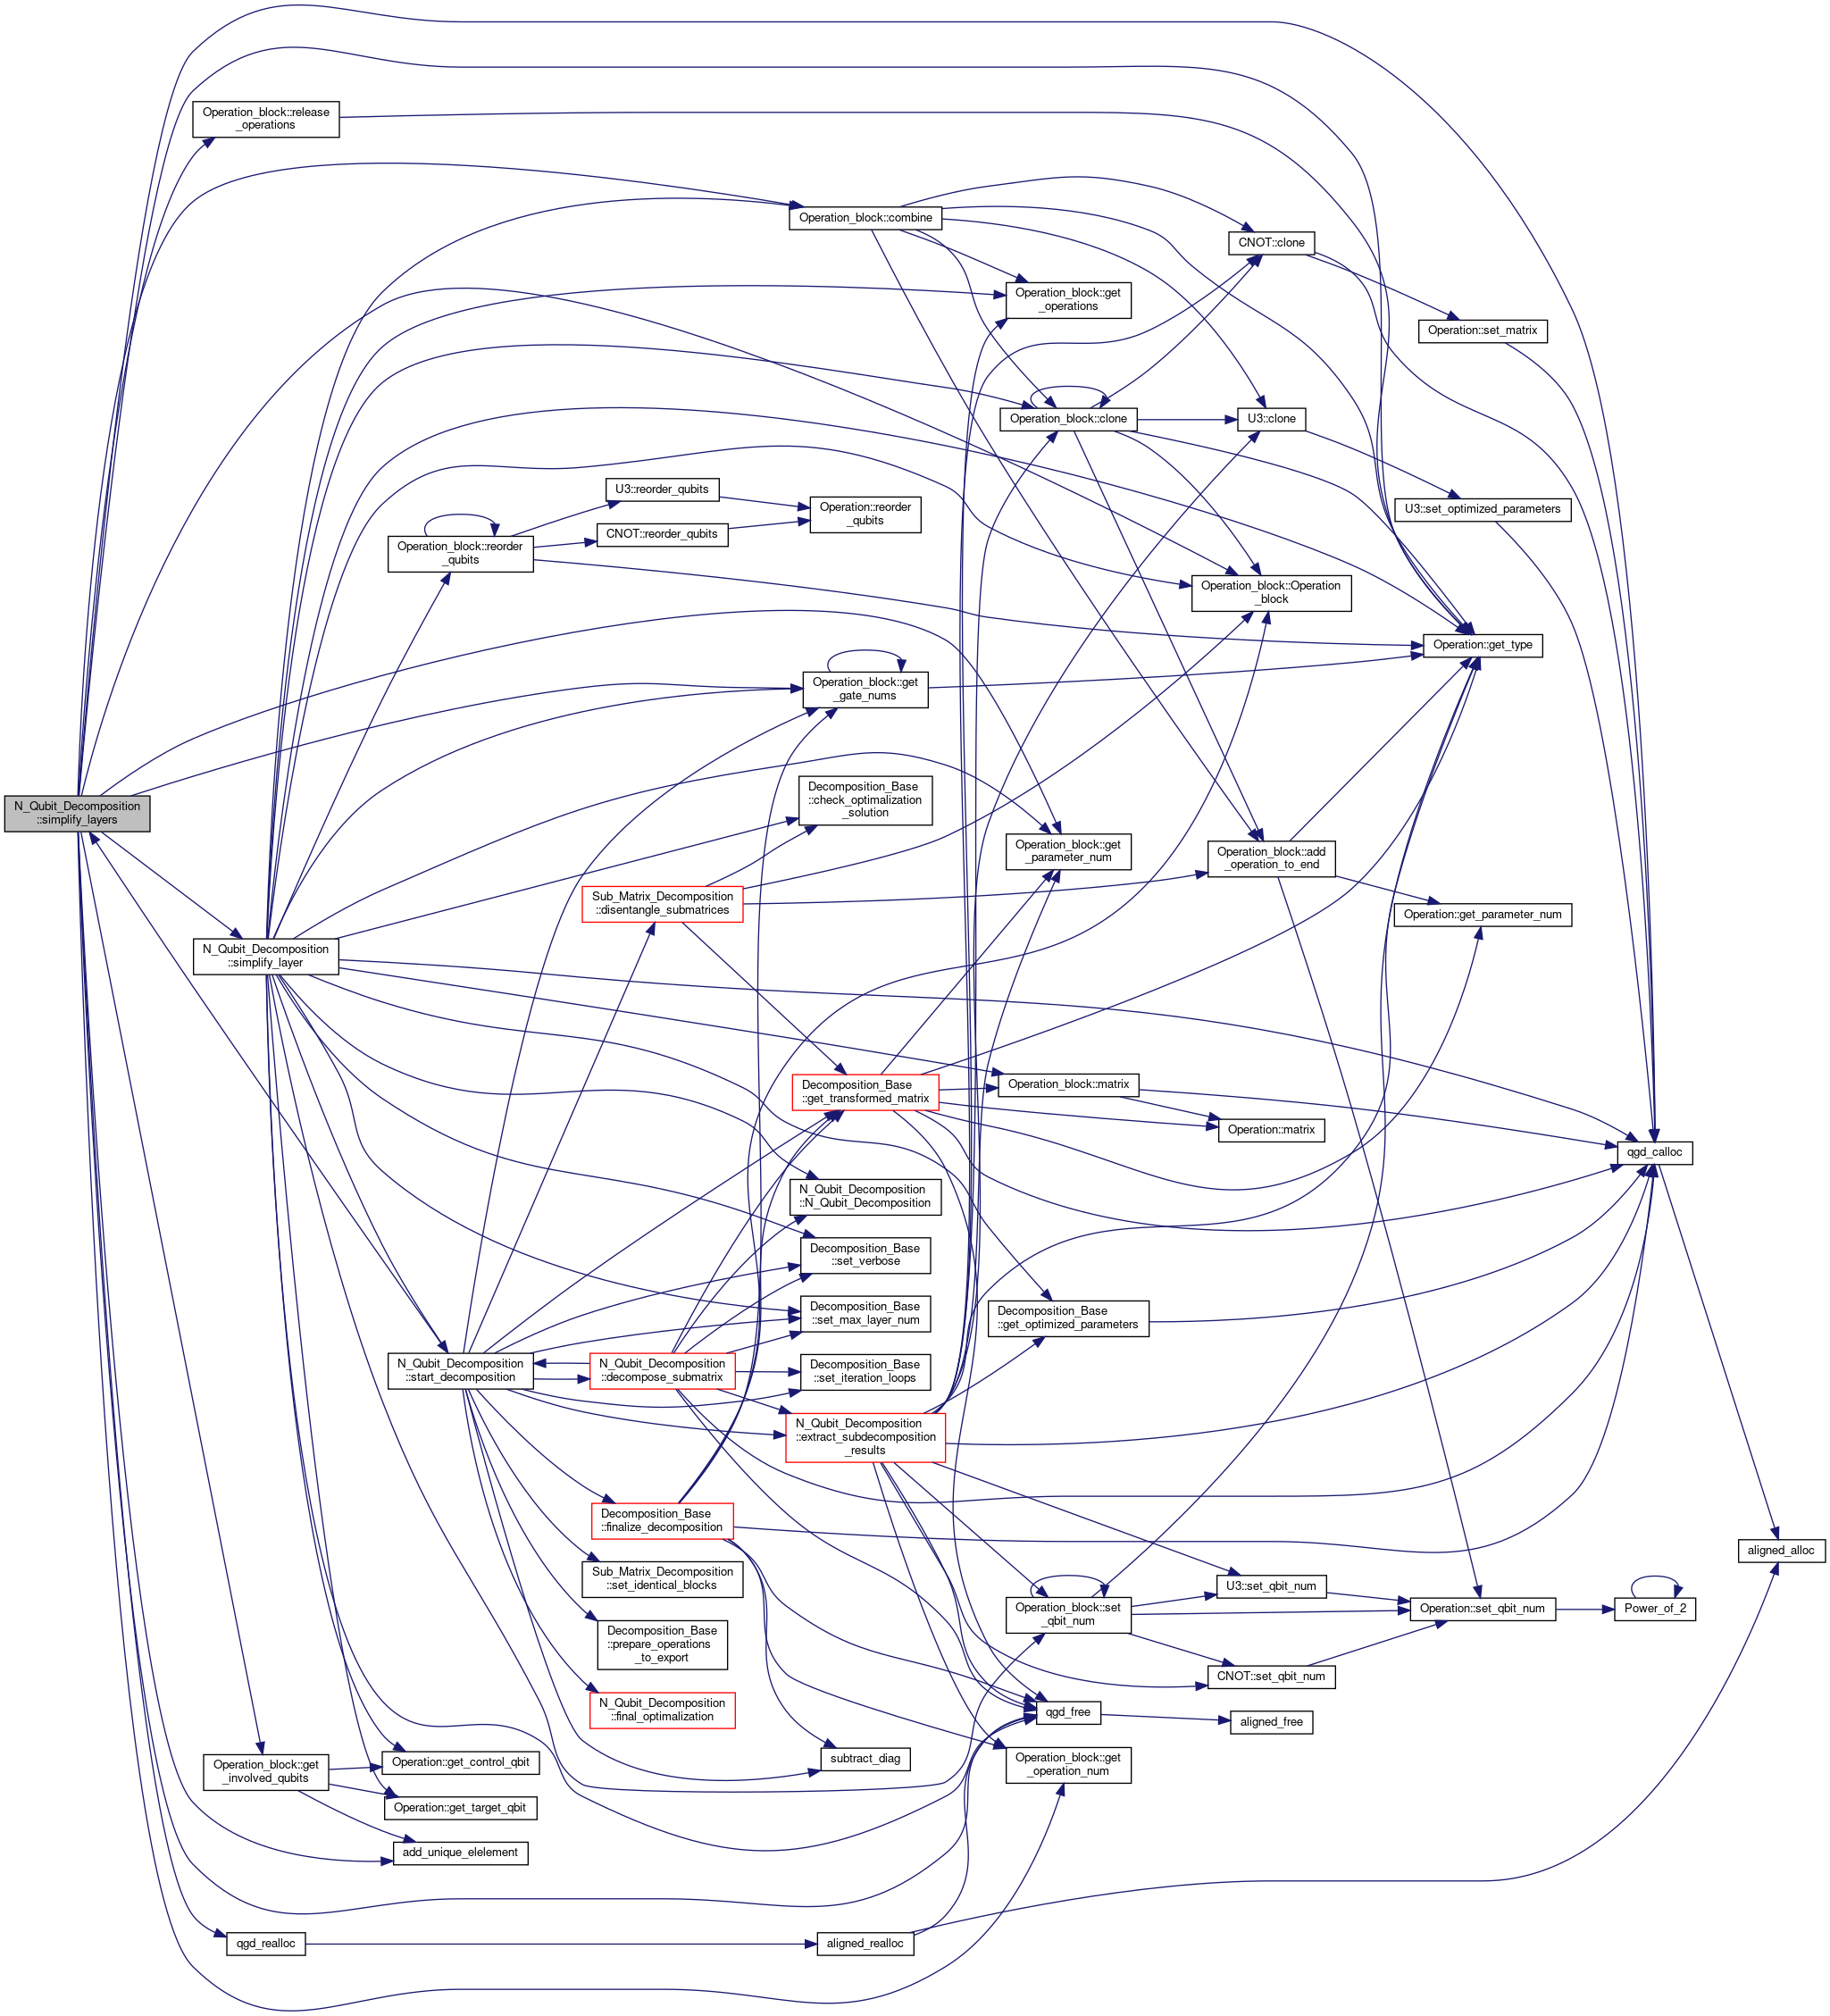 Operation_block::release
_operations
Operation_block::combine
CNOT::clone
Operation_block::get
_operations
Operation::set_matrix
Operation_block::clone
U3::clone
U3::reorder_qubits
Operation::reorder
_qubits
U3::set_optimized_parameters
CNOT::reorder_qubits
Operation_block::reorder
_qubits
Operation_block::Operation
_block
Operation::get_type
Operation_block::get
_gate_nums
Decomposition_Base
::check_optimalization
_solution
N_Qubit_Decomposition
::simplify_layers
Operation_block::get
_parameter_num
Operation_block::add
_operation_to_end
Sub_Matrix_Decomposition
::disentangle_submatrices
Operation::get_parameter_num
N_Qubit_Decomposition
::simplify_layer
Decomposition_Base
::get_transformed_matrix
Operation_block::matrix
Operation::matrix
qgd_calloc
N_Qubit_Decomposition
::N_Qubit_Decomposition
Decomposition_Base
::set_verbose
Decomposition_Base
::set_max_layer_num
Decomposition_Base
::get_optimized_parameters
N_Qubit_Decomposition
::start_decomposition
N_Qubit_Decomposition
::decompose_submatrix
Decomposition_Base
::set_iteration_loops
N_Qubit_Decomposition
::extract_subdecomposition
_results
Decomposition_Base
::finalize_decomposition
aligned_alloc
Sub_Matrix_Decomposition
::set_identical_blocks
U3::set_qbit_num
Operation_block::set
_qbit_num
Operation::set_qbit_num
Power_of_2
Decomposition_Base
::prepare_operations
_to_export
CNOT::set_qbit_num
N_Qubit_Decomposition
::final_optimalization
qgd_free
aligned_free
Operation_block::get
_involved_qubits
Operation::get_control_qbit
subtract_diag
Operation_block::get
_operation_num
Operation::get_target_qbit
add_unique_elelement
qgd_realloc
aligned_realloc